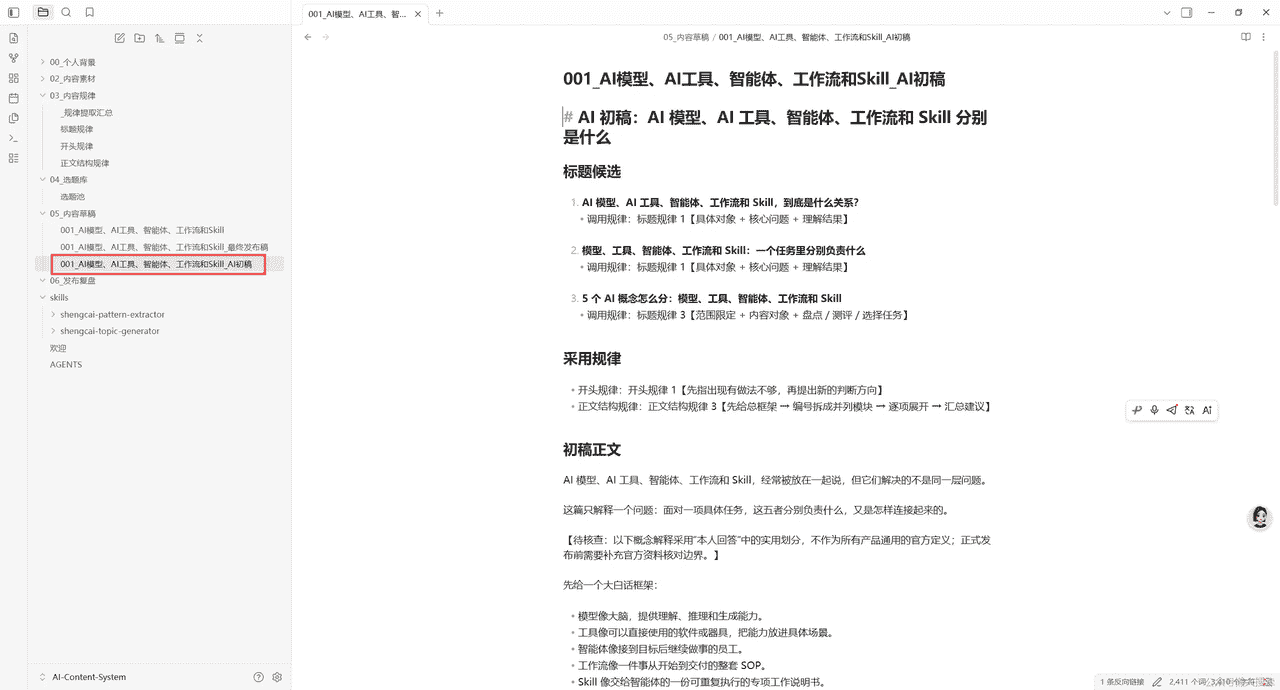 001_AI模型、AI工具、智...
05_内容草稿 / 001_AI模型、AI工具、智能体、工作流和Skill_AI初稿
00_个人背景
02_内容素材
03_内容规律
_规律提取汇总
标题规律
开头规律
正文结构规律
04_选题库
选题池
05_内容草稿
001_AI模型、AI工具、智能体、工作流和Skill
001_AI模型、AI工具、智能体、工作流和Skill_最终发布稿
001_AI模型、AI工具、智能体、工作流和Skill_AI初稿
06_发布复盘
skills
shengcai-pattern-extractor
shengcai-topic-generator
欢迎
AGENTS
AI-Content-System
001_AI模型、AI工具、智能体、工作流和Skill_AI初稿
# AI 初稿：AI 模型、AI 工具、智能体、工作流和 Skill 分别
是什么
标题候选
1. AI 模型、AI 工具、智能体、工作流和 Skill，到底是什么关系？
• 调用规律：标题规律 1【具体对象 + 核心问题 + 理解结果】
2. 模型、工具、智能体、工作流和 Skill：一个任务里分别负责什么
• 调用规律：标题规律 1【具体对象 + 核心问题 + 理解结果】
3. 5 个 AI 概念怎么分：模型、工具、智能体、工作流和 Skill
• 调用规律：标题规律 3【范围限定 + 内容对象 + 盘点 / 测评 / 选择任务】
采用规律
• 开头规律：开头规律 1【先指出现有做法不够，再提出新的判断方向】
• 正文结构规律：正文结构规律 3【先给总框架 → 编号拆成并列模块 → 逐项展开 → 汇总建议】
初稿正文
AI 模型、AI 工具、智能体、工作流和 Skill，经常被放在一起说，但它们解决的不是同一层问题。
这篇只解释一个问题：面对一项具体任务，这五者分别负责什么，又是怎样连接起来的。
【待核查：以下概念解释采用“本人回答”中的实用划分，不作为所有产品通用的官方定义；正式发
布前需要补充官方资料核对边界。】
先给一个大白话框架：
• 模型像大脑，提供理解、推理和生成能力。
• 工具像可以直接使用的软件或器具，把能力放进具体场景。
• 智能体像接到目标后继续做事的员工。
• 工作流像一件事从开始到交付的整套 SOP。
• Skill 像交给智能体的一份可重复执行的专项工作说明书。
1 条反向链接
2,411 个词